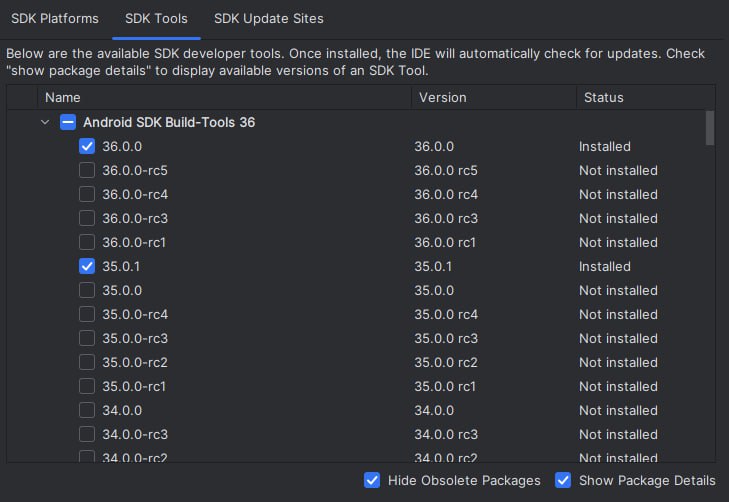 SDK Platforms SDK Tools SDK Update Sites
Below are the available SDK developer tools. Once installed, the IDE will automatically check for updates. Check
"show package details" to display available versions of an SDK Tool.
Name Version Status
Android SDK Build-Tools 36
36.0.0 36.0.0 Installed
36.0.0-rc5 36.0.0 rc5 Not installed
36.0.0-rc4 36.0.0 rc4 Not installed
36.0.0-rc3 36.0.0 rc3 Not installed
36.0.0-rc1 36.0.0 rc1 Not installed
35.0.1 35.0.1 Installed
35.0.0 35.0.0 Not installed
35.0.0-rc4 35.0.0 rc4 Not installed
35.0.0-rc3 35.0.0 rc3 Not installed
35.0.0-rc2 35.0.0 rc2 Not installed
35.0.0-rc1 35.0.0 rc1 Not installed
34.0.0 34.0.0 Not installed
34.0.0-rc3 34.0.0 rc3 Not installed
34.0.0-rc2 34.0.0 rc2 Not installed
Hide Obsolete Packages Show Package Details